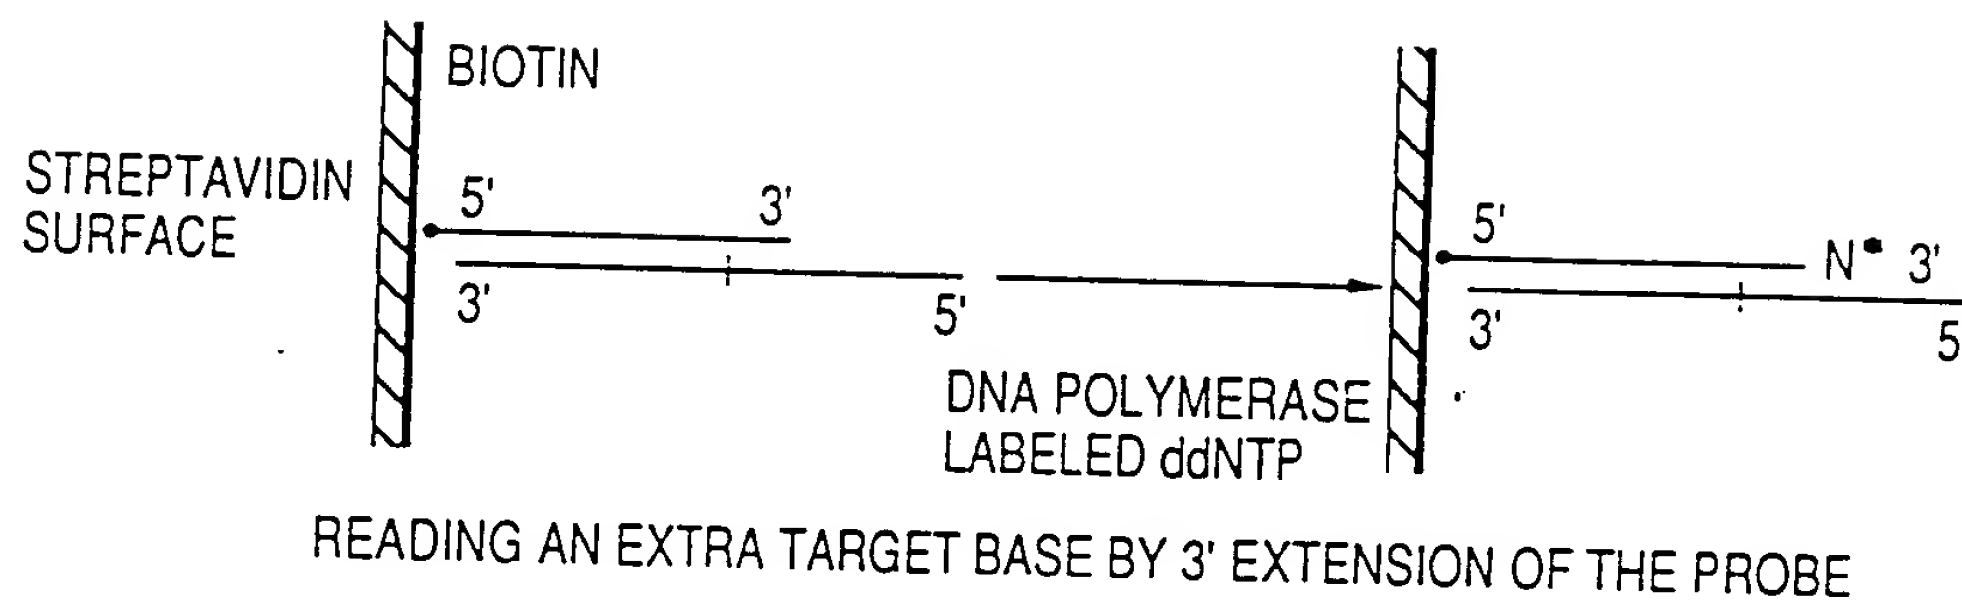 BIOTIN
STREPTAVIDIN
SURFACE
5'
3'
3'
5'
DNA POLYMERASE
LABELED ddNTP
5'
N• 3'
3'
5
READING AN EXTRA TARGET BASE BY 3' EXTENSION OF THE PROBE